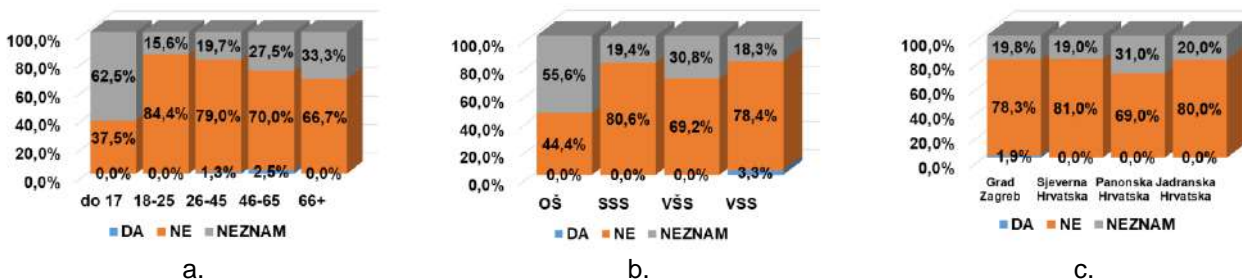 100,0%
80,0%
60,0%
40,0%
20,0%
0,0%
15,6% 19,7% 27,5% 33,3%
62,5%
84,4% 79,0% 70,0% 66,7%
37,5%
0,0% 0,0% 1,3% 2,5% 0,0%
do 17 18-25 26-45 46-65 66+
DA NE NEZNAM
a.
100,0%
80,0%
60,0%
40,0%
20,0%
0,0%
19,4% 30,8% 18,3%
55,6%
80,6% 69,2% 78,4%
44,4%
0,0% 0,0% 0,0% 3,3%
OŠ SSS VŠS VSS
DA NE NEZNAM
b.
100,0%
80,0%
60,0%
40,0%
20,0%
0,0%
19,8% 19,0% 31,0% 20,0%
78,3% 81,0% 69,0% 80,0%
1,9% 0,0% 0,0% 0,0%
Grad Sjeverna Panonska Jadranska
Zagreb Hrvatska Hrvatska Hrvatska
DA NE NEZNAM
c.